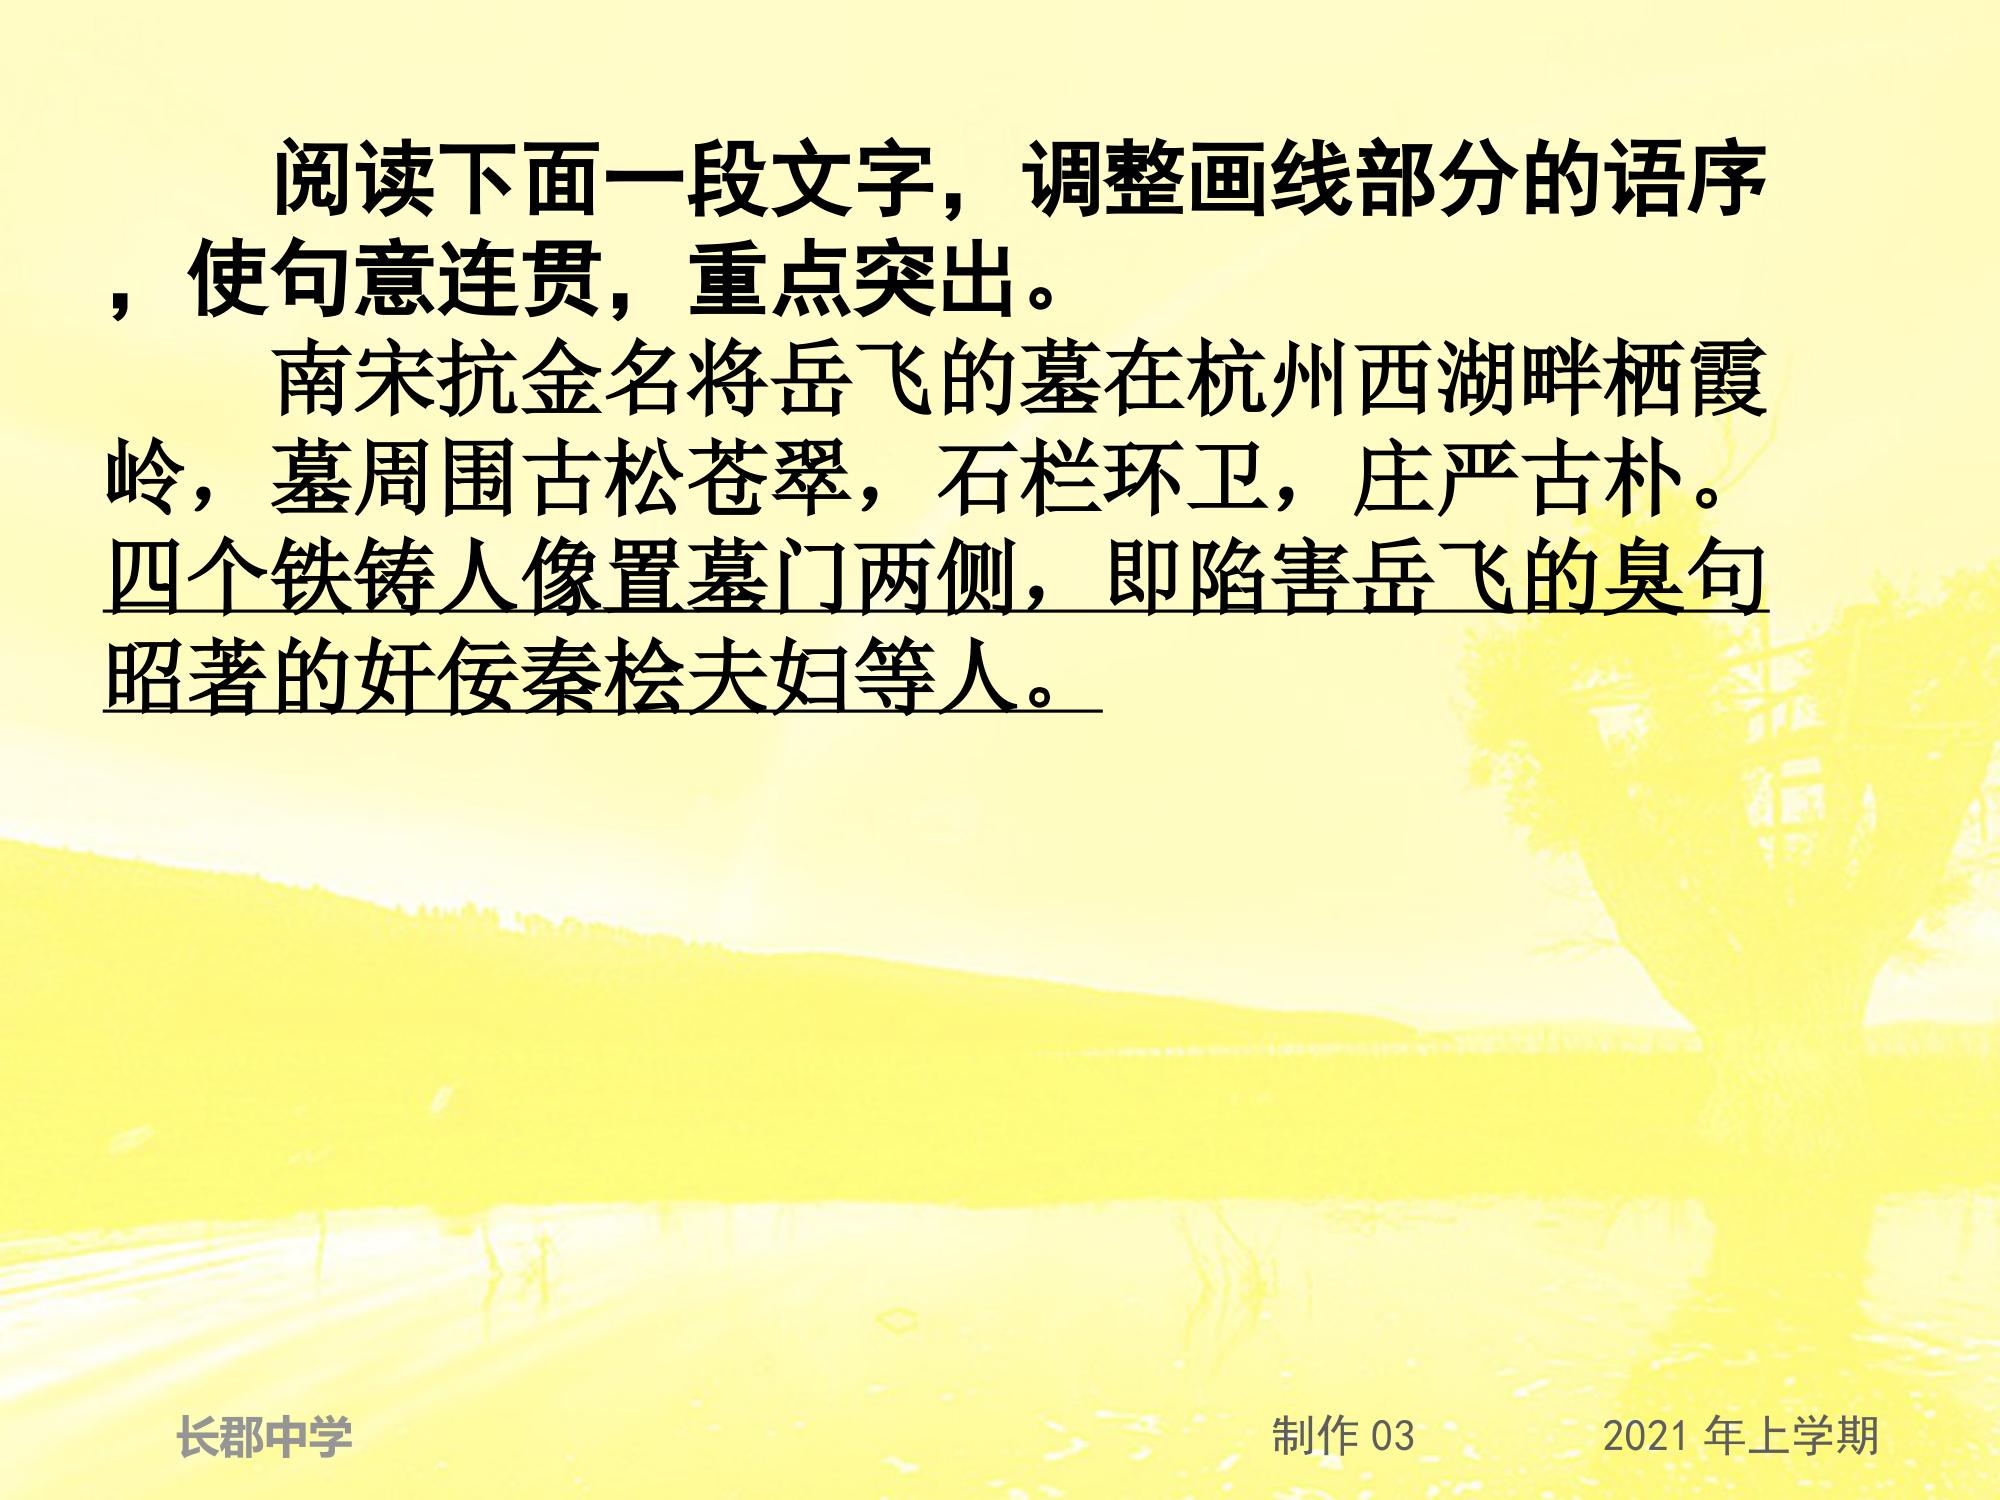 阅读下面一段文字，调整画线部分的语序
，使句意连贯，重点突出。
南宋抗金名将岳飞的墓在杭州西湖畔栖霞
岭，墓周围古松苍翠，石栏环卫，庄严古朴。
四个铁铸人像置墓门两侧，即陷害岳飞的臭句
昭著的奸佞秦桧夫妇等人。
长郡中学 制作 03 2021 年上学期